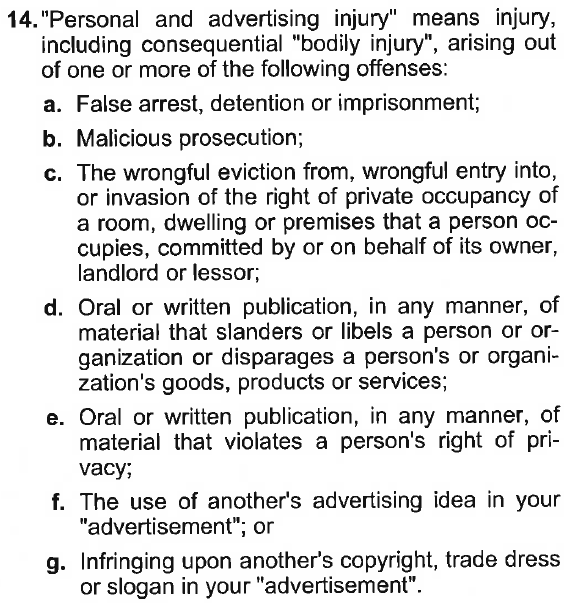 14. "Personal and advertising injury" means injury,
including consequential "bodily injury", arising out
of one or more of the following offenses:
a. False arrest, detention or imprisonment;
b. Malicious prosecution;
c. The wrongful eviction from, wrongful entry into,
or invasion of the right of private occupancy of
a room, dwelling or premises that a person oc-
cupies, committed by or on behalf of its owner,
landlord or lessor;
d. Oral or written publication, in any manner, of
material that slanders or libels a person or or-
ganization or disparages a person's or organi-
zation's goods, products or services;
e. Oral or written publication, in any manner, of
material that violates a person's right of pri-
vacy;
f. The use of another's advertising idea in your
"advertisement"; or
g. Infringing upon another's copyright, trade dress
or slogan in your "advertisement".